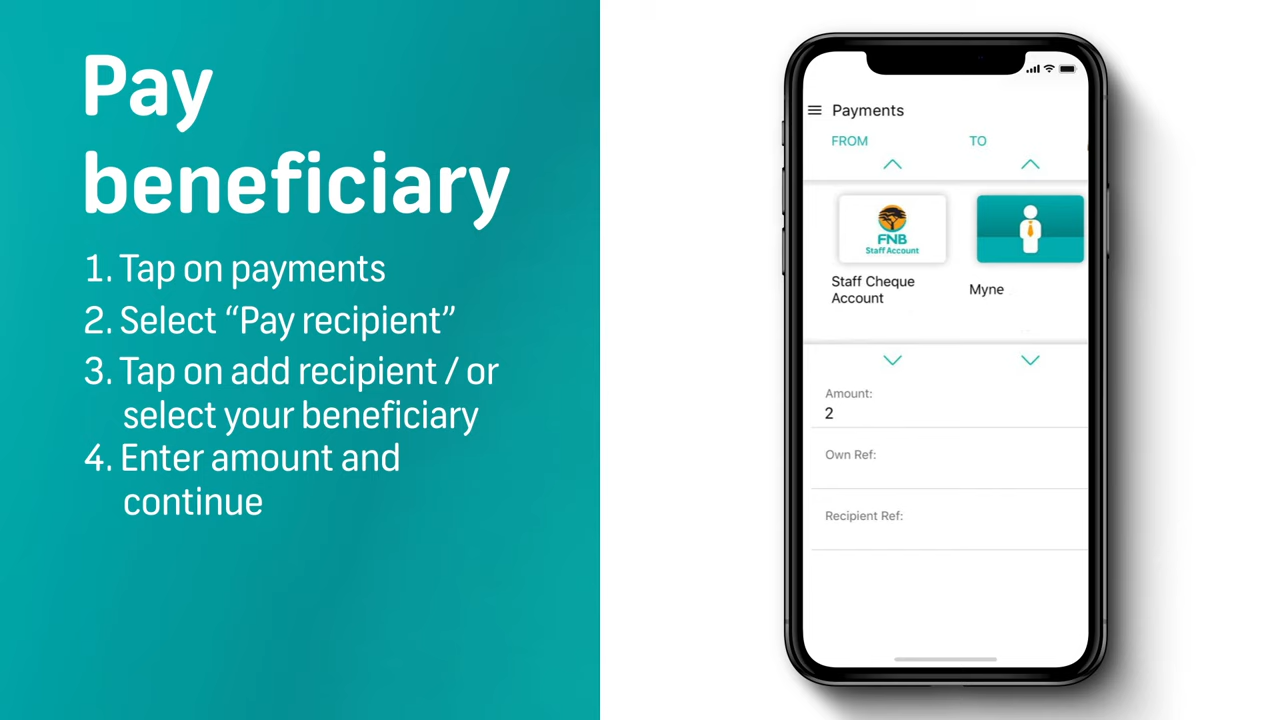 Pay
beneficiary
1. Tap on payments
2. Select “Pay recipient”
3. Tap on add recipient / or
select your beneficiary
4. Enter amount and
continue
Payments
FROM TO
FNB
Staff Account
Staff Cheque
Account
Myne
Amount:
2
Own Ref:
Recipient Ref: